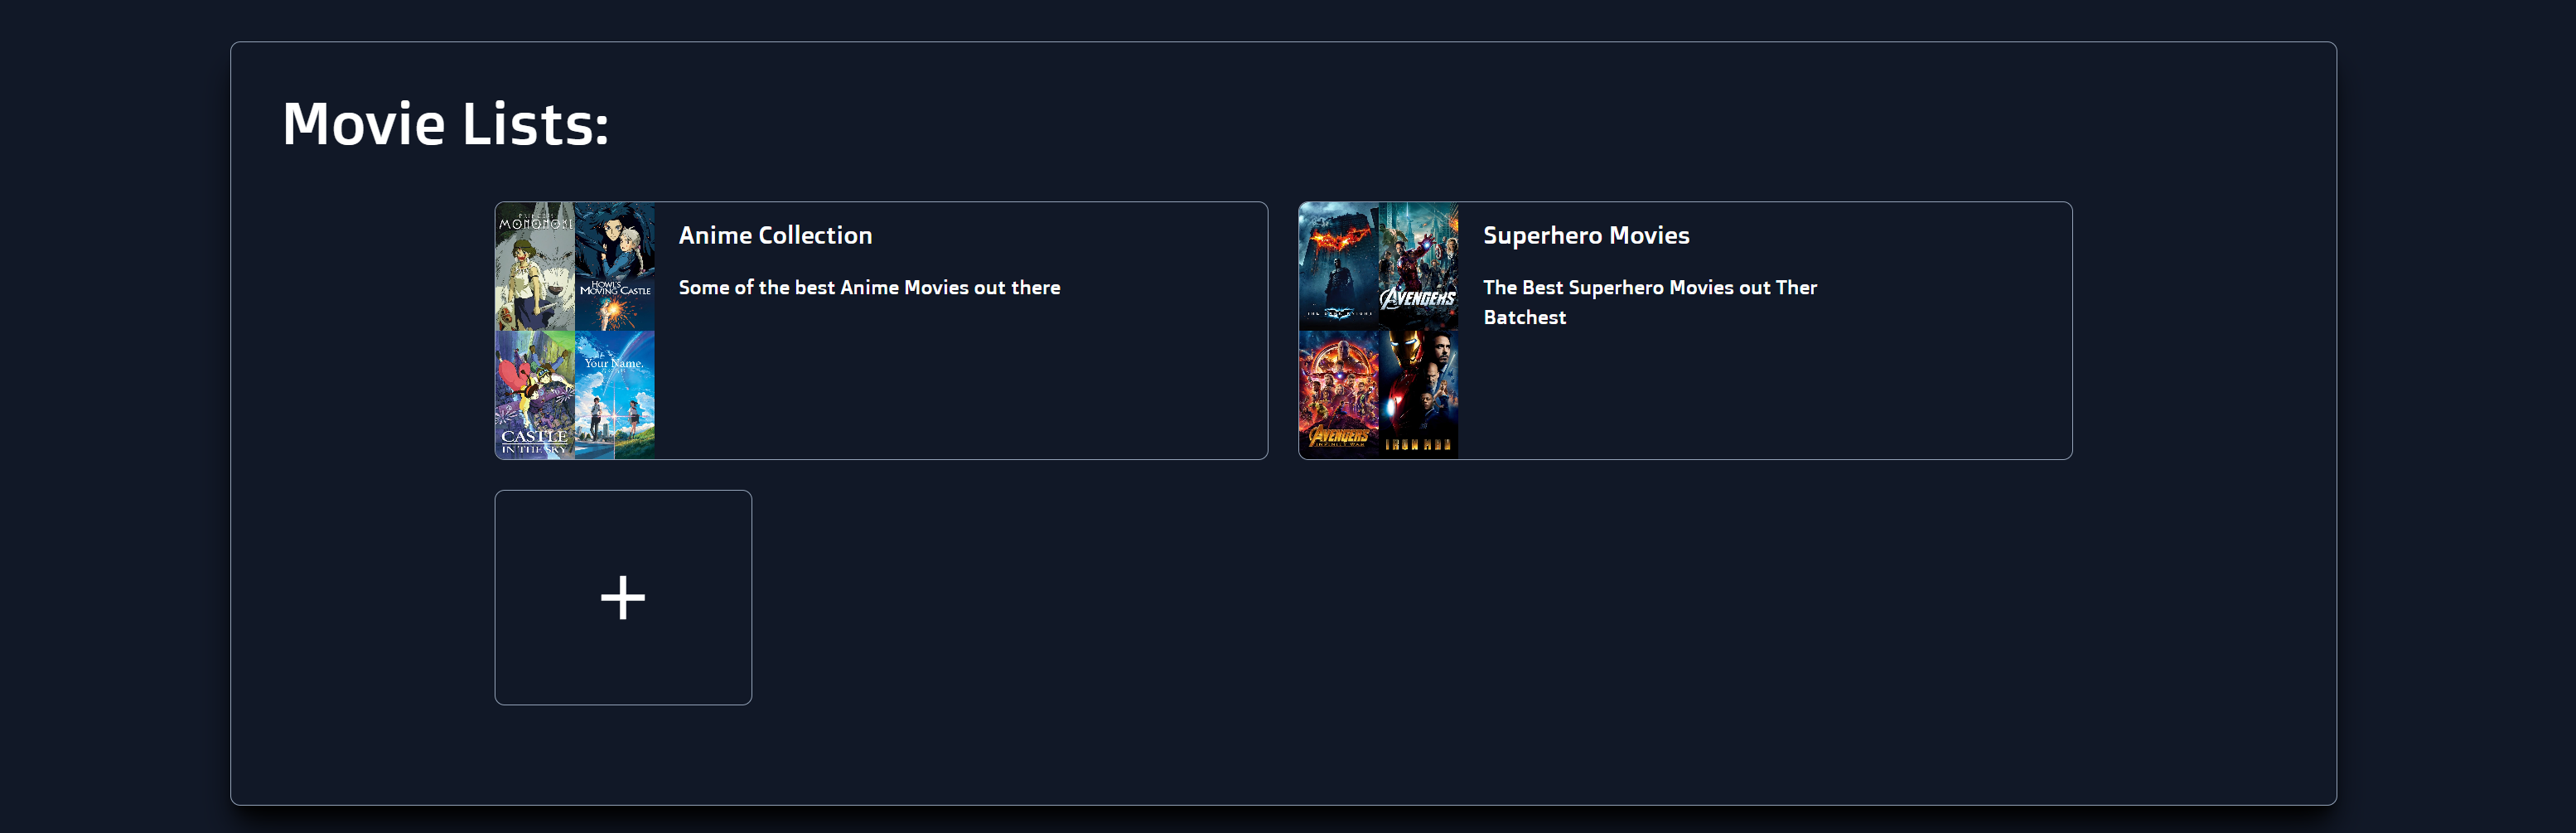 Movie Lists:
Anime Collection
Some of the best Anime Movies out there
Superhero Movies
The Best Superhero Movies out Ther
Batchest
MONONOKE
HOWL'S
MOVING CASTLE
CASTLE
IN THE SKY
Your Name.
AVENGERS
AVENGERS
INFINITY WAR
IRON MAN